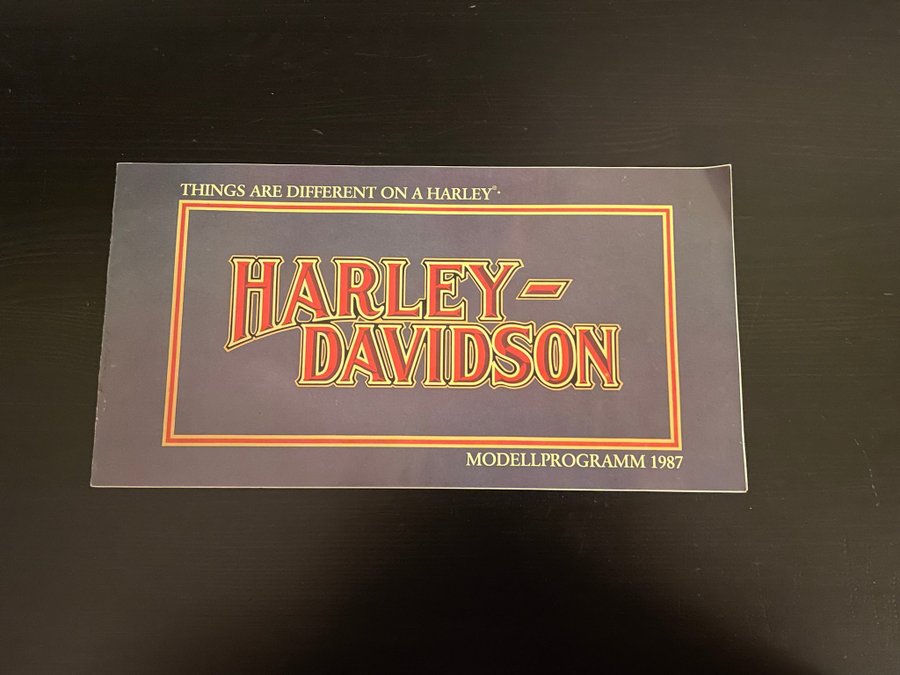 THINGS ARE DIFFERENT ON A HARLEY®.
HARLEY-
DAVIDSON
MODELLPROGRAMM 1987